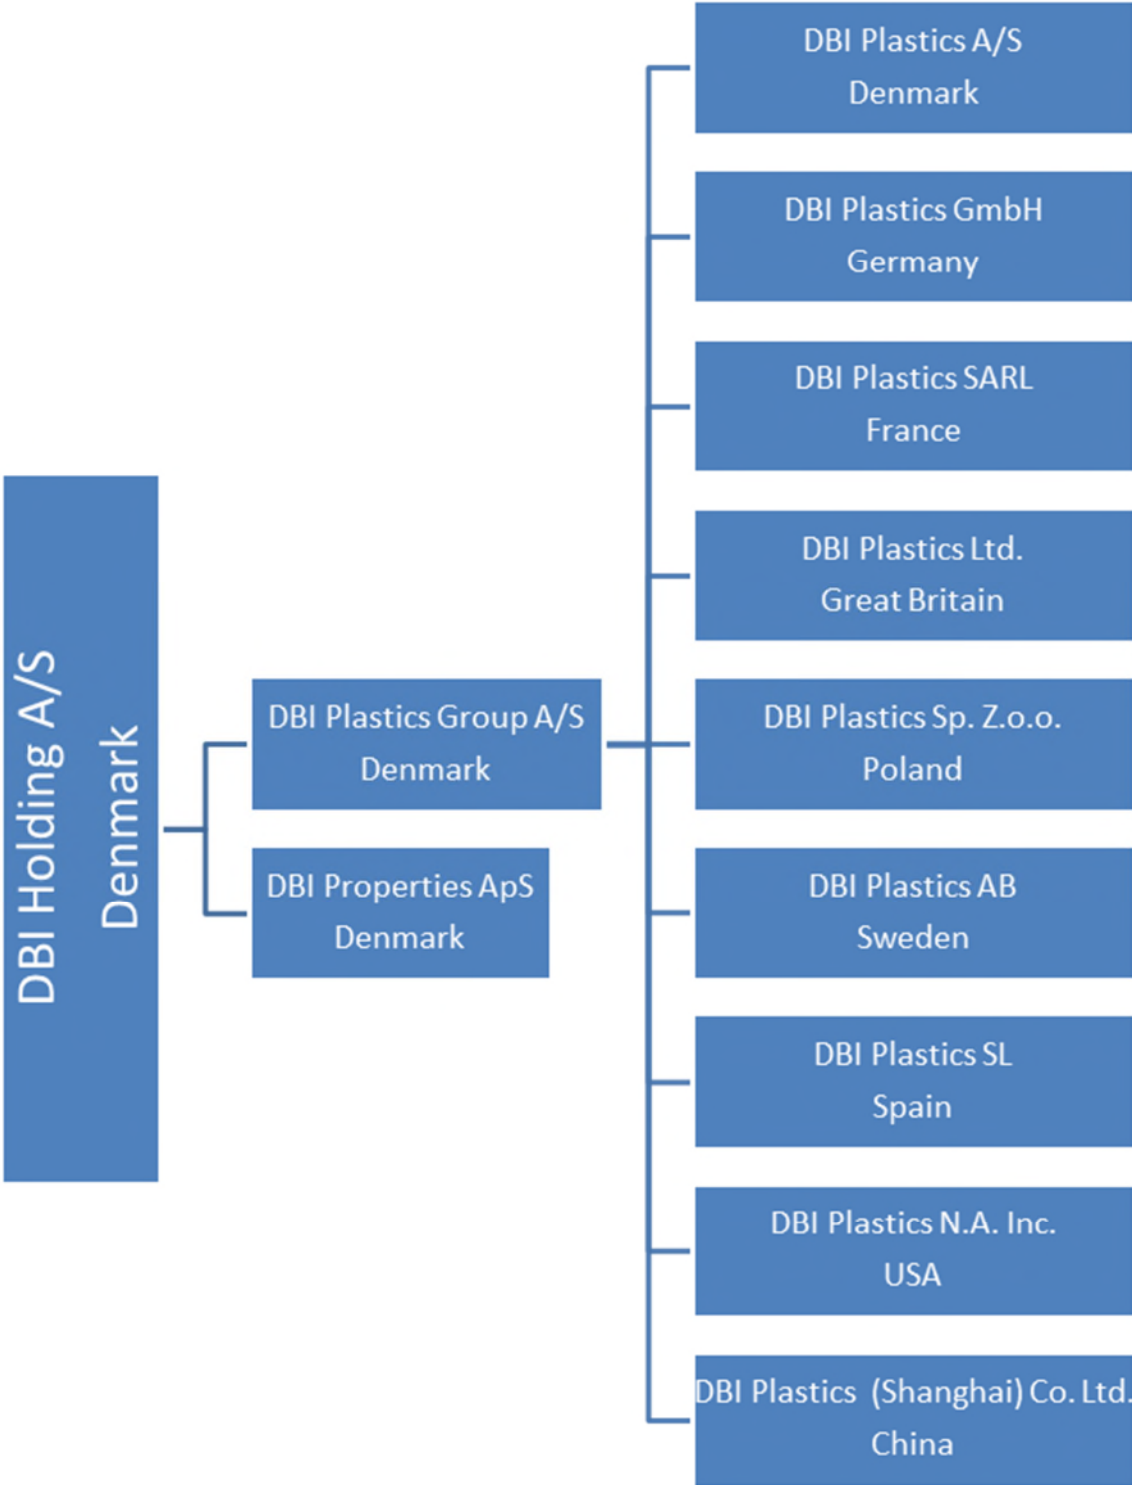 DBI Holding A/S
Denmark
DBI Plastics Group A/S
Denmark
DBI Properties ApS
Denmark
DBI Plastics A/S
Denmark
DBI Plastics GmbH
Germany
DBI Plastics SARL
France
DBI Plastics Ltd.
Great Britain
DBI Plastics Sp. Z.o.o.
Poland
DBI Plastics AB
Sweden
DBI Plastics SL
Spain
DBI Plastics N.A. Inc.
USA
DBI Plastics (Shanghai) Co. Ltd.
China